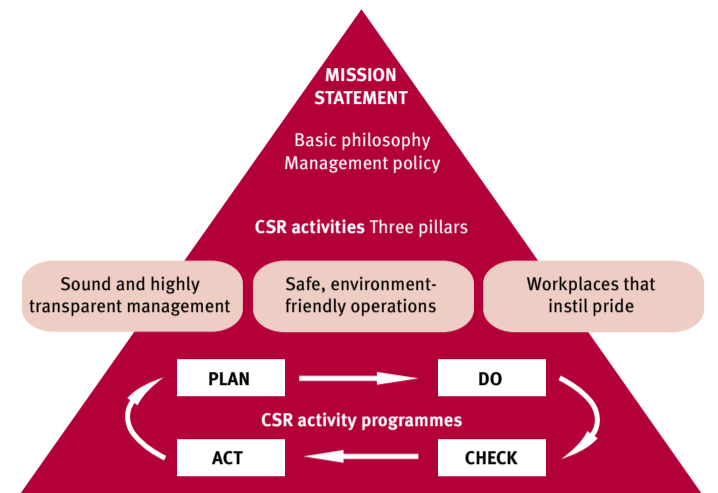 MISSION
STATEMENT
Basic philosophy
Management policy
CSR activities Three pillars
Sound and highly
transparent management
Safe, environment-
friendly operations
Workplaces that
instil pride
PLAN
DO
CSR activity programmes
ACT
CHECK